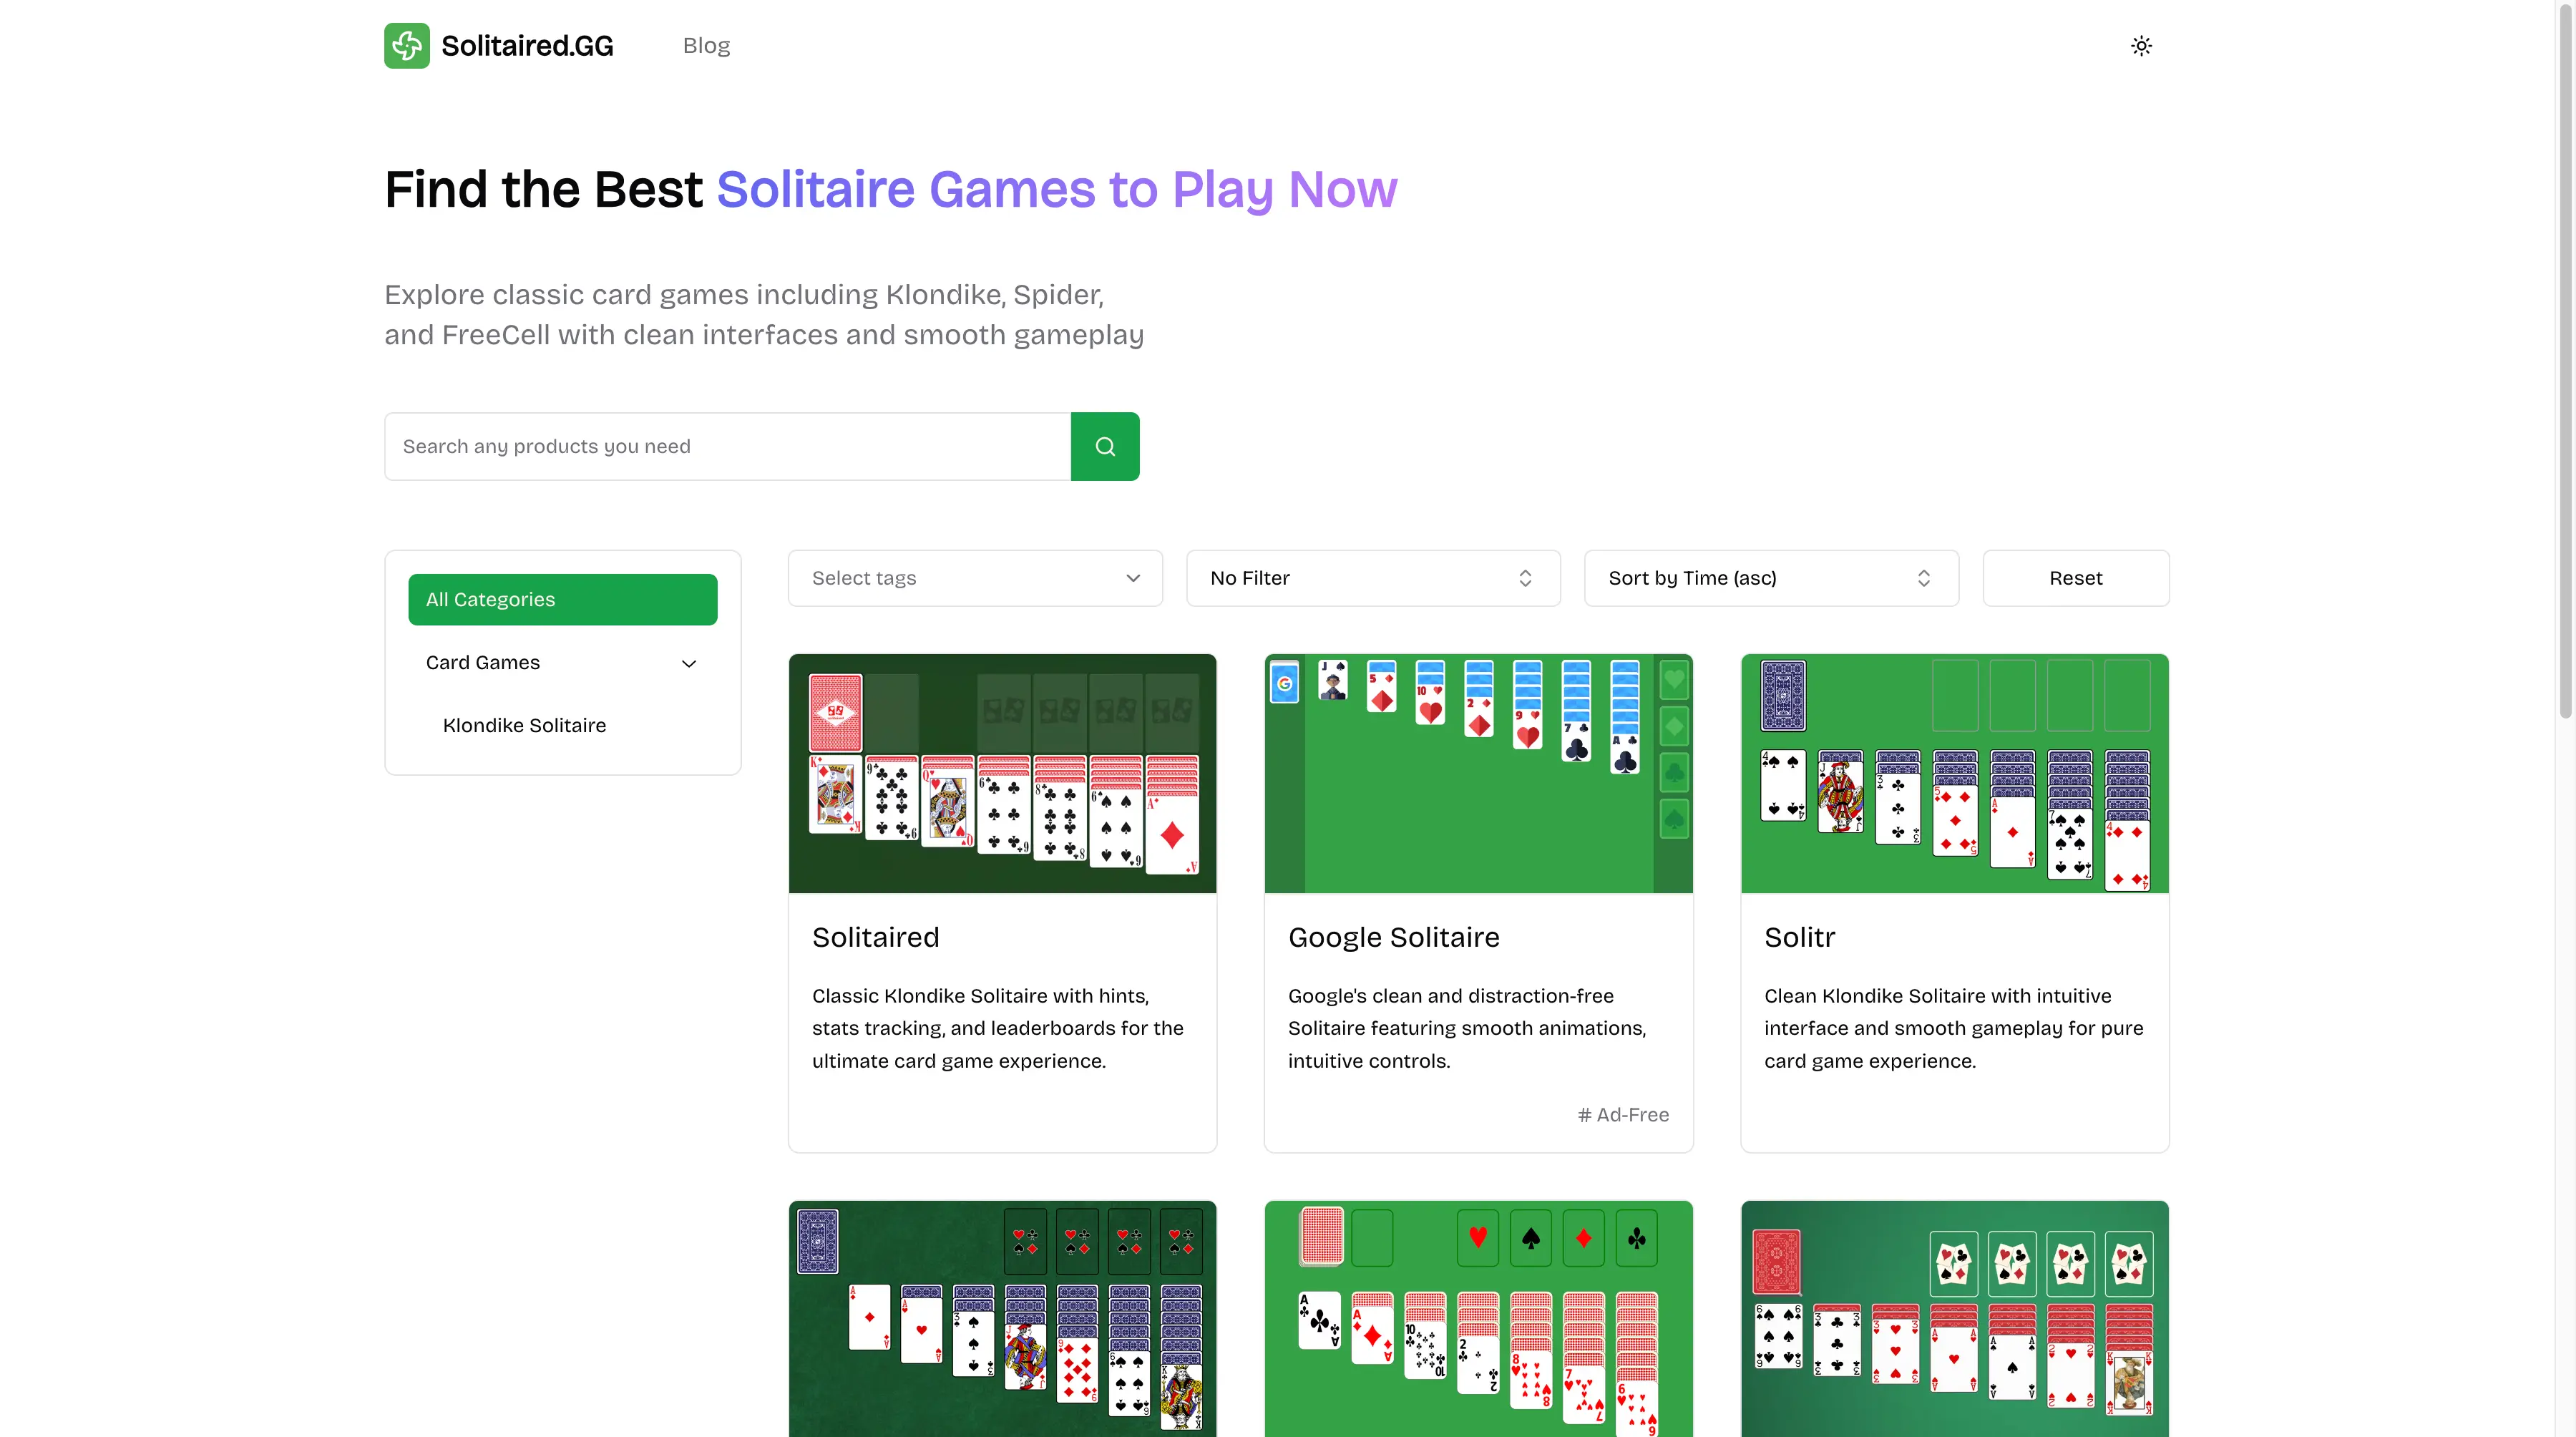 Solitaired.GG
Blog
Find the Best Solitaire Games to Play Now
Explore classic card games including Klondike, Spider,
and FreeCell with clean interfaces and smooth gameplay
Search any products you need
All Categories
Card Games
Klondike Solitaire
Select tags
No Filter
Sort by Time (asc)
Reset
Solitaired
Classic Klondike Solitaire with hints,
stats tracking, and leaderboards for the
ultimate card game experience.
Google Solitaire
Google's clean and distraction-free
Solitaire featuring smooth animations,
intuitive controls.
# Ad-Free
Solitr
Clean Klondike Solitaire with intuitive
interface and smooth gameplay for pure
card game experience.